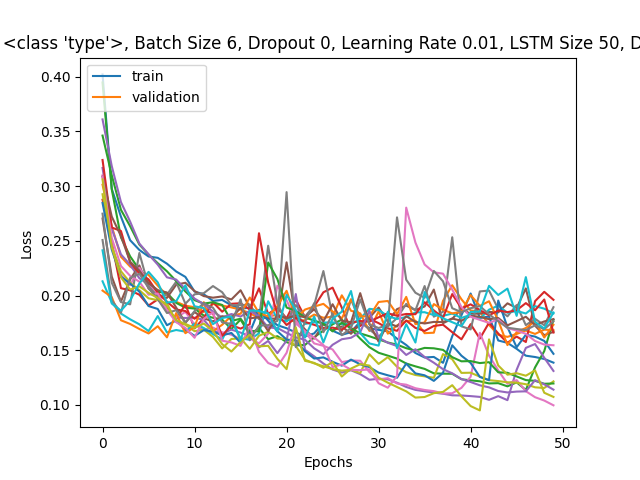 <class 'type'>, Batch Size 6, Dropout 0, Learning Rate 0.01, LSTM Size 50, D
train
validation
0.40
0.35
0.30
0.25
0.20
0.15
0.10
Loss
0 10 20 30 40 50
Epochs